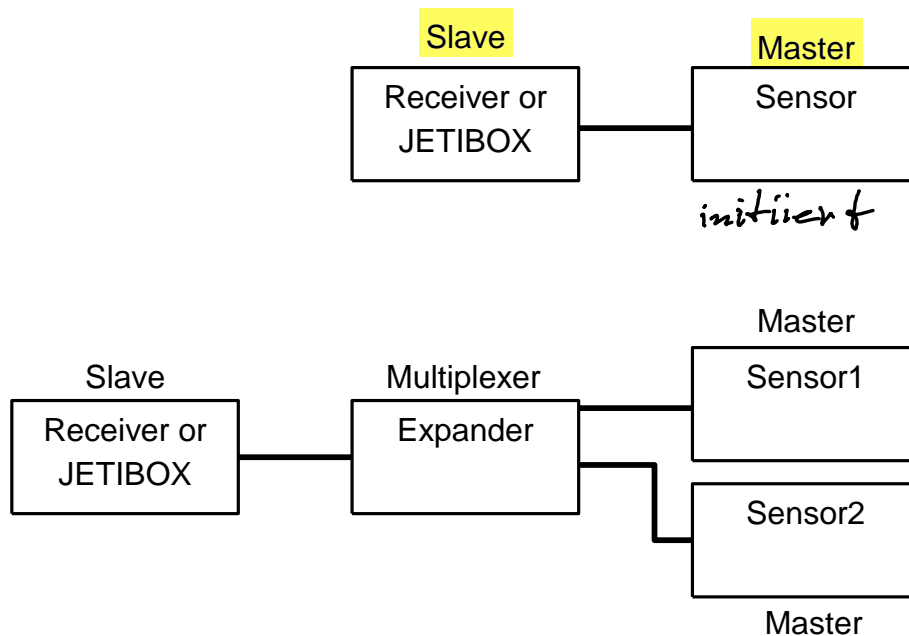 Slave Master
Receiver or
JETIBOX
Sensor
initiiert
Master
Slave Multiplexer
Sensor1
Receiver or
JETIBOX
Expander
Sensor2
Master